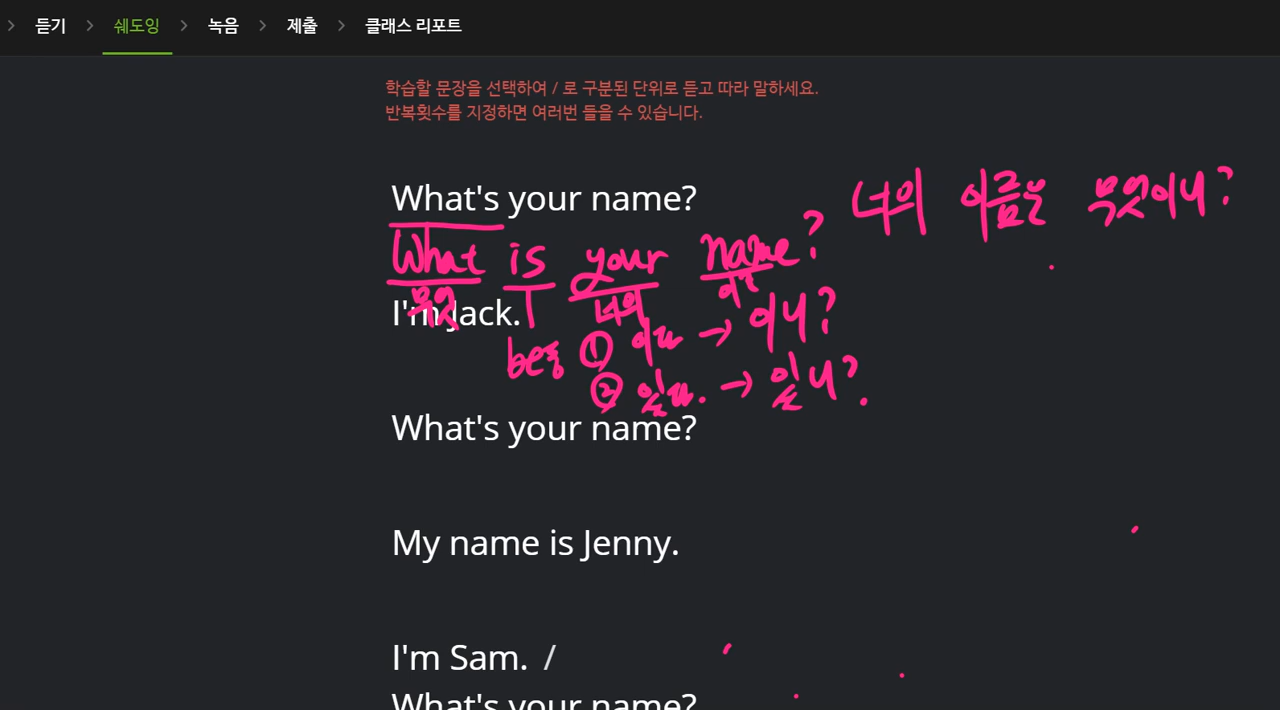 듣기 쉐도잉 녹음 제출 클래스 리포트
학습할 문장을 선택하여 / 로 구분된 단위로 듣고 따라 말하세요.
반복횟수를 지정하면 여러번 들을 수 있습니다.
What's your name?
너의 이름은 무엇이니?
What is your name?
무엇 너의
I'm Jack.
be동 ① 이다 → 이니?
② 있다. → 있니?
What's your name?
My name is Jenny.
I'm Sam. /
What's your name?